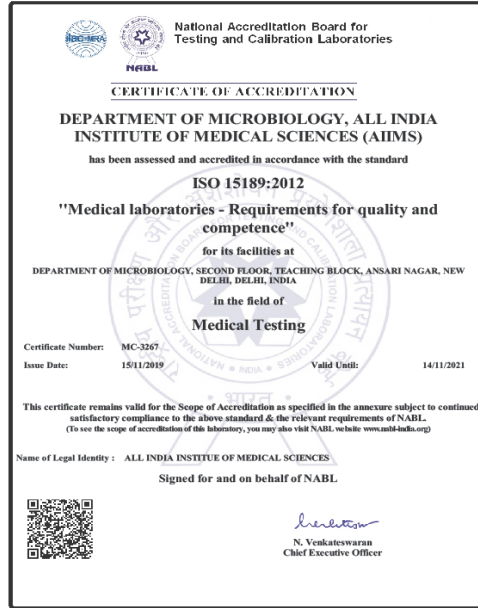 ilac-MRA
NABL
National Accreditation Board for
Testing and Calibration Laboratories
CERTIFICATE OF ACCREDITATION
DEPARTMENT OF MICROBIOLOGY, ALL INDIA
INSTITUTE OF MEDICAL SCIENCES (AIIMS)
has been assessed and accredited in accordance with the standard
ISO 15189:2012
"Medical laboratories - Requirements for quality and
competence"
for its facilities at
DEPARTMENT OF MICROBIOLOGY, SECOND FLOOR, TEACHING BLOCK, ANSARI NAGAR, NEW
DELHI, DELHI, INDIA
in the field of
Medical Testing
Certificate Number: MC-3267
Issue Date: 15/11/2019 Valid Until: 14/11/2021
This certificate remains valid for the Scope of Accreditation as specified in the annexure subject to continued
satisfactory compliance to the above standard & the relevant requirements of NABL.
(To see the scope of accreditation of this laboratory, you may also visit NABL website www.nabl-india.org)
Name of Legal Identity : ALL INDIA INSTITUE OF MEDICAL SCIENCES
Signed for and on behalf of NABL
N. Venkateswaran
Chief Executive Officer